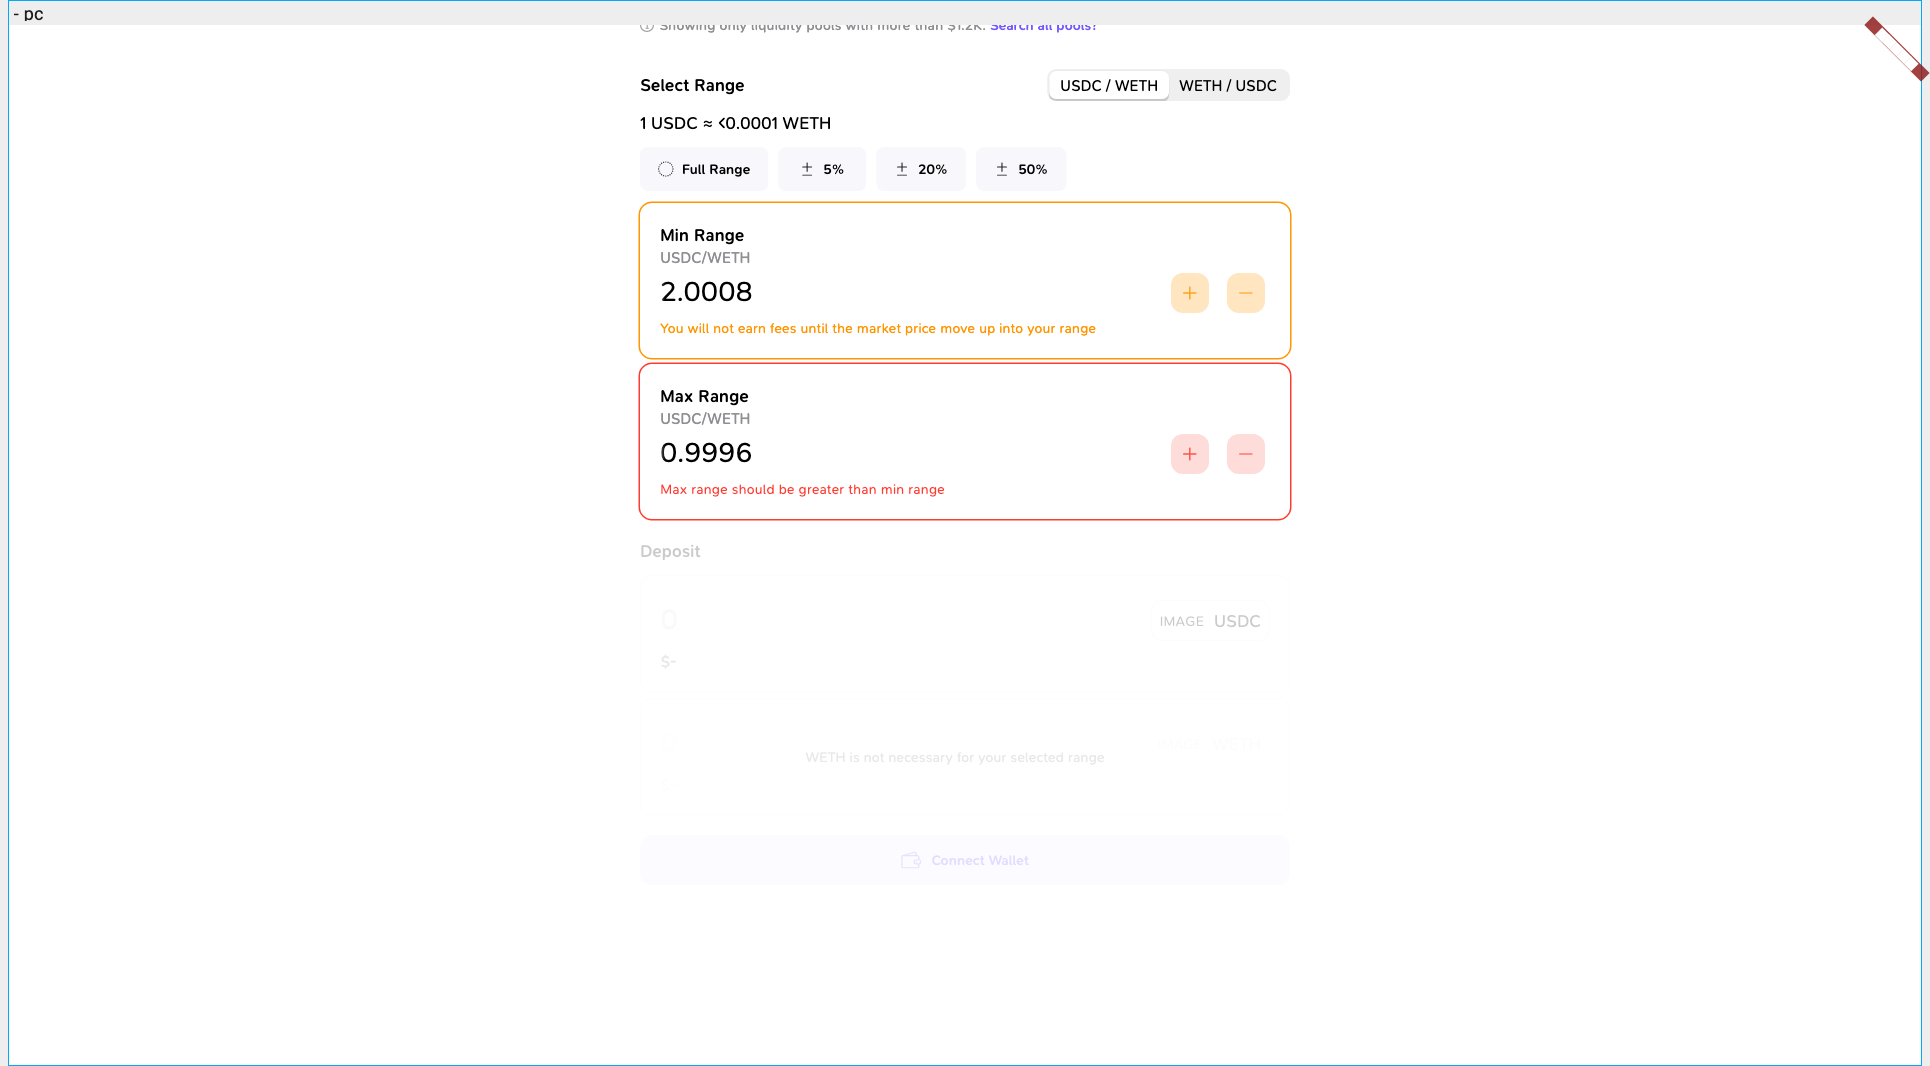 - pc
Showing only liquidity pools with more than $1.2K. Search all pools?
Select Range
USDC / WETH WETH / USDC
1 USDC ≈ <0.0001 WETH
Full Range ± 5% ± 20% ± 50%
Min Range
USDC/WETH
2.0008
You will not earn fees until the market price move up into your range
Max Range
USDC/WETH
0.9996
Max range should be greater than min range
Deposit
0
IMAGE USDC
$-
IMAGE WETH
WETH is not necessary for your selected range
Connect Wallet